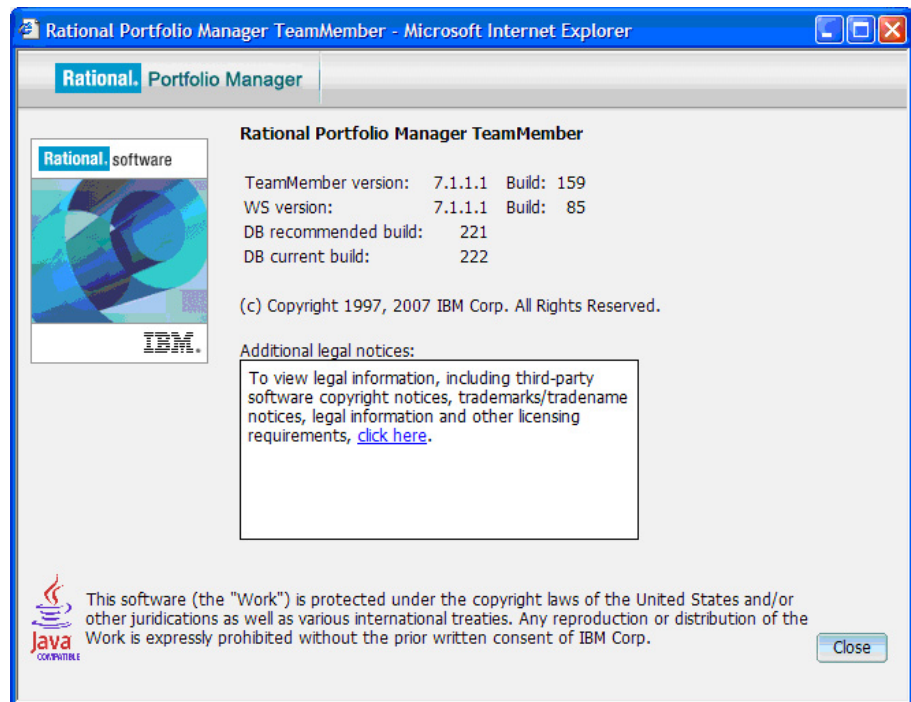 Rational Portfolio Manager TeamMember - Microsoft Internet Explorer
Rational. Portfolio Manager
Rational Portfolio Manager TeamMember
Rational. software
TeamMember version: 7.1.1.1 Build: 159
WS version: 7.1.1.1 Build: 85
DB recommended build: 221
DB current build: 222
(c) Copyright 1997, 2007 IBM Corp. All Rights Reserved.
IBM.
Additional legal notices:
To view legal information, including third-party
software copyright notices, trademarks/tradename
notices, legal information and other licensing
requirements, click here.
This software (the "Work") is protected under the copyright laws of the United States and/or
other juridications as well as various international treaties. Any reproduction or distribution of the
Work is expressly prohibited without the prior written consent of IBM Corp.
Java
COMPATIBLE
Close